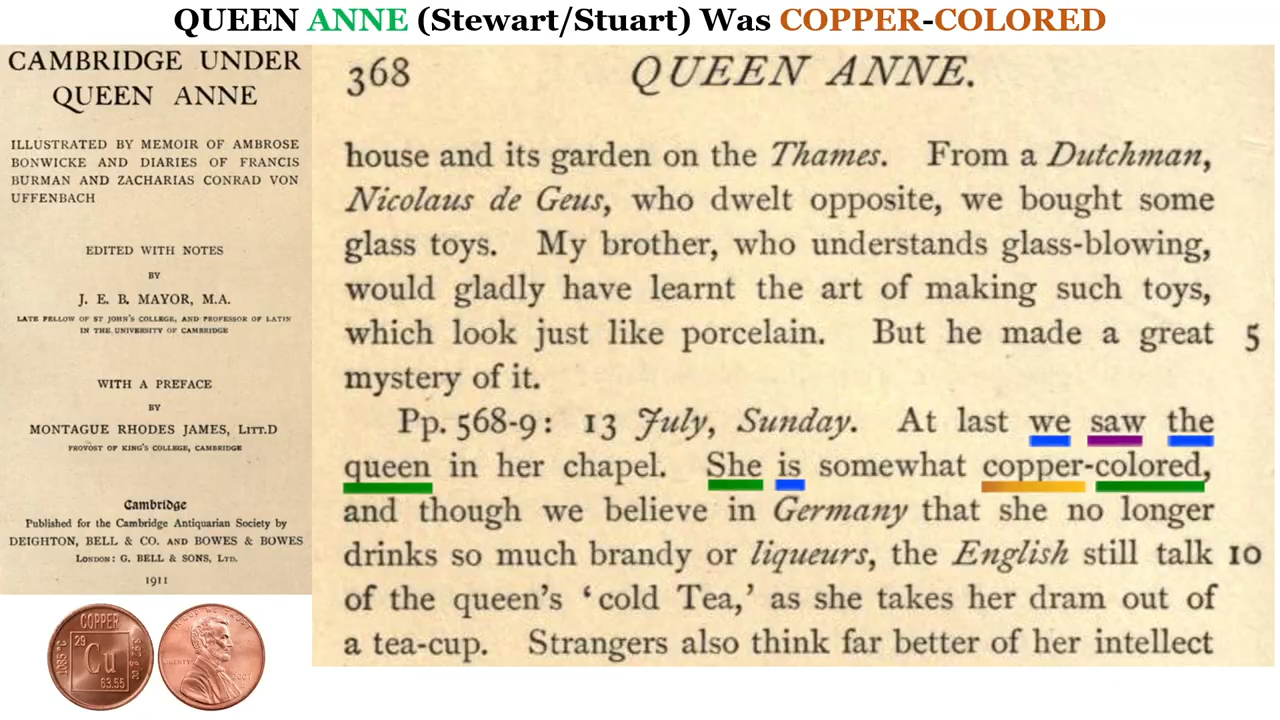 QUEEN ANNE (Stewart/Stuart) Was COPPER-COLORED
CAMBRIDGE UNDER
QUEEN ANNE
ILLUSTRATED BY MEMOIR OF AMBROSE
BONWICKE AND DIARIES OF FRANCIS
BURMAN AND ZACHARIAS CONRAD VON
UFFENBACH
EDITED WITH NOTES
BY
J. E. B. MAYOR, M.A.
LATE FELLOW OF ST JOHN'S COLLEGE, AND PROFESSOR OF LATIN
IN THE UNIVERSITY OF CAMBRIDGE
WITH A PREFACE
BY
MONTAGUE RHODES JAMES, LITT.D
PROVOST OF KING'S COLLEGE, CAMBRIDGE
Cambridge
Published for the Cambridge Antiquarian Society by
DEIGHTON, BELL & CO. AND BOWES & BOWES
LONDON: G. BELL & SONS, LTD.
1911
COPPER
29
Cu
63.55
1085°C
LIBERTY
368 QUEEN ANNE.
house and its garden on the Thames. From a Dutchman,
Nicolaus de Geus, who dwelt opposite, we bought some
glass toys. My brother, who understands glass-blowing,
would gladly have learnt the art of making such toys,
which look just like porcelain. But he made a great 5
mystery of it.
Pp. 568-9: 13 July, Sunday. At last we saw the
queen in her chapel. She is somewhat copper-colored,
and though we believe in Germany that she no longer
drinks so much brandy or liqueurs, the English still talk 10
of the queen's ‘cold Tea,’ as she takes her dram out of
a tea-cup. Strangers also think far better of her intellect